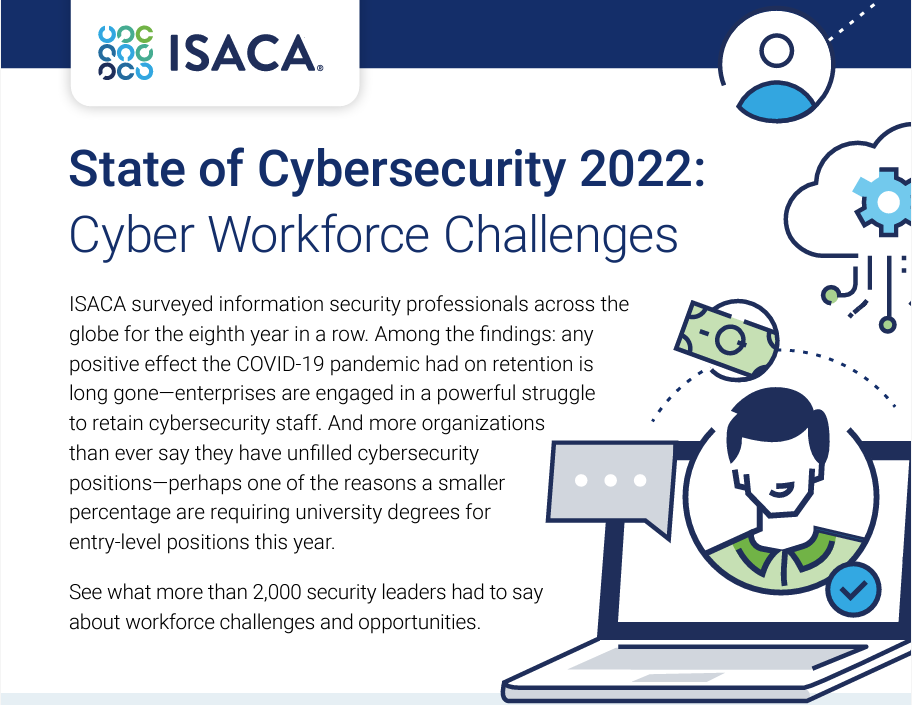 ISACA®
State of Cybersecurity 2022:
Cyber Workforce Challenges
ISACA surveyed information security professionals across the
globe for the eighth year in a row. Among the findings: any
positive effect the COVID-19 pandemic had on retention is
long gone—enterprises are engaged in a powerful struggle
to retain cybersecurity staff. And more organizations
than ever say they have unfilled cybersecurity
positions—perhaps one of the reasons a smaller
percentage are requiring university degrees for
entry-level positions this year.
See what more than 2,000 security leaders had to say
about workforce challenges and opportunities.